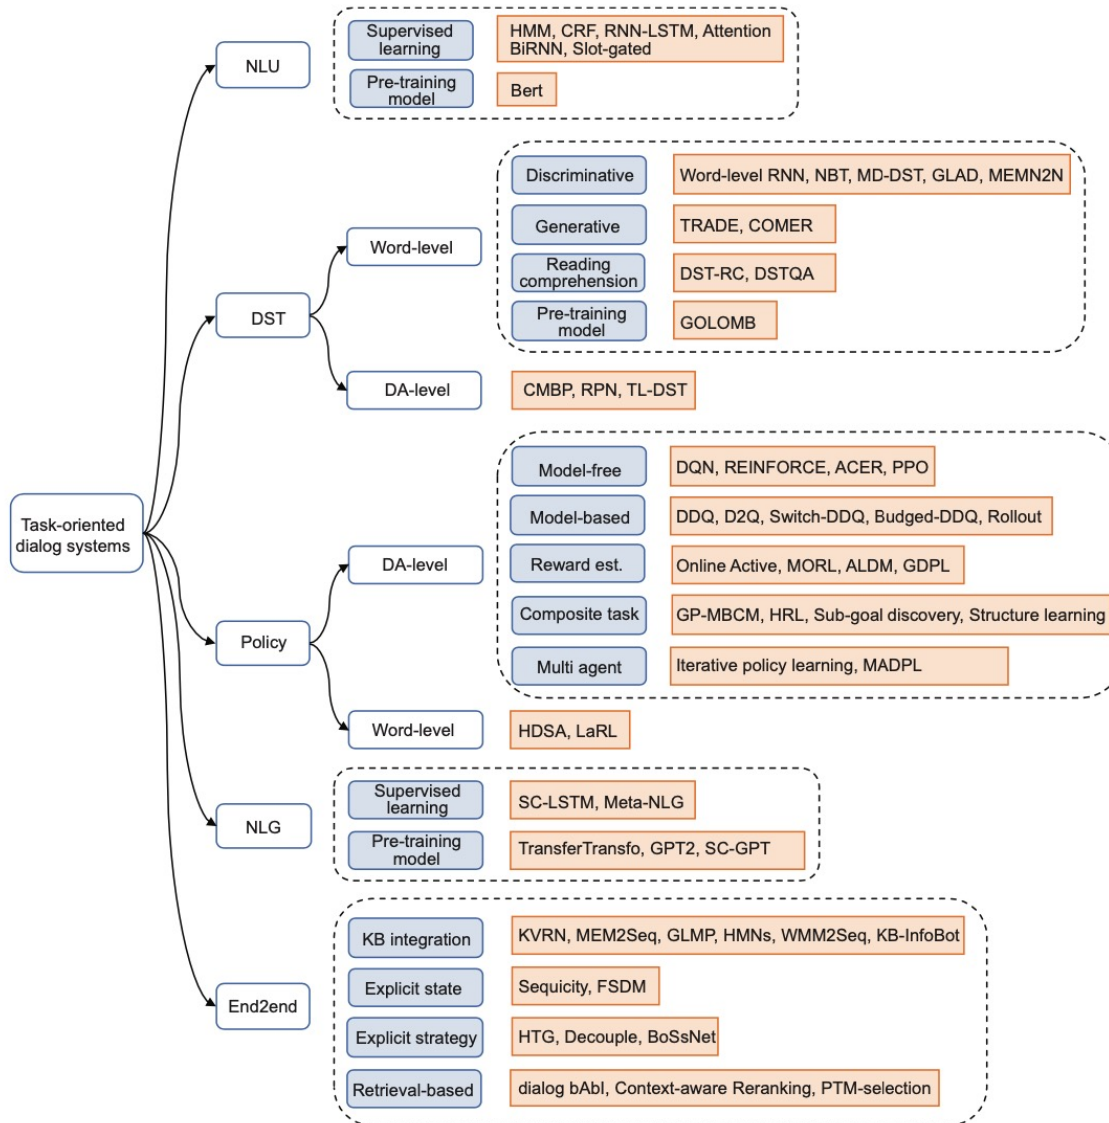 Supervised
learning
HMM, CRF, RNN-LSTM, Attention
BiRNN, Slot-gated
NLU
Pre-training
model
Bert
Discriminative
Word-level RNN, NBT, MD-DST, GLAD, MEMN2N
Generative
TRADE, COMER
Word-level
Reading
comprehension
DST-RC, DSTQA
Pre-training
model
GOLOMB
DST
DA-level
CMBP, RPN, TL-DST
Model-free
DQN, REINFORCE, ACER, PPO
Model-based
DDQ, D2Q, Switch-DDQ, Budged-DDQ, Rollout
Task-oriented
dialog systems
DA-level
Reward est.
Online Active, MORL, ALDM, GDPL
Composite task
GP-MBCM, HRL, Sub-goal discovery, Structure learning
Policy
Multi agent
Iterative policy learning, MADPL
Word-level
HDSA, LaRL
Supervised
learning
SC-LSTM, Meta-NLG
NLG
Pre-training
model
TransferTransfo, GPT2, SC-GPT
KB integration
KVRN, MEM2Seq, GLMP, HMNs, WMM2Seq, KB-InfoBot
Explicit state
Sequicity, FSDM
End2end
Explicit strategy
HTG, Decouple, BoSsNet
Retrieval-based
dialog bAbI, Context-aware Reranking, PTM-selection